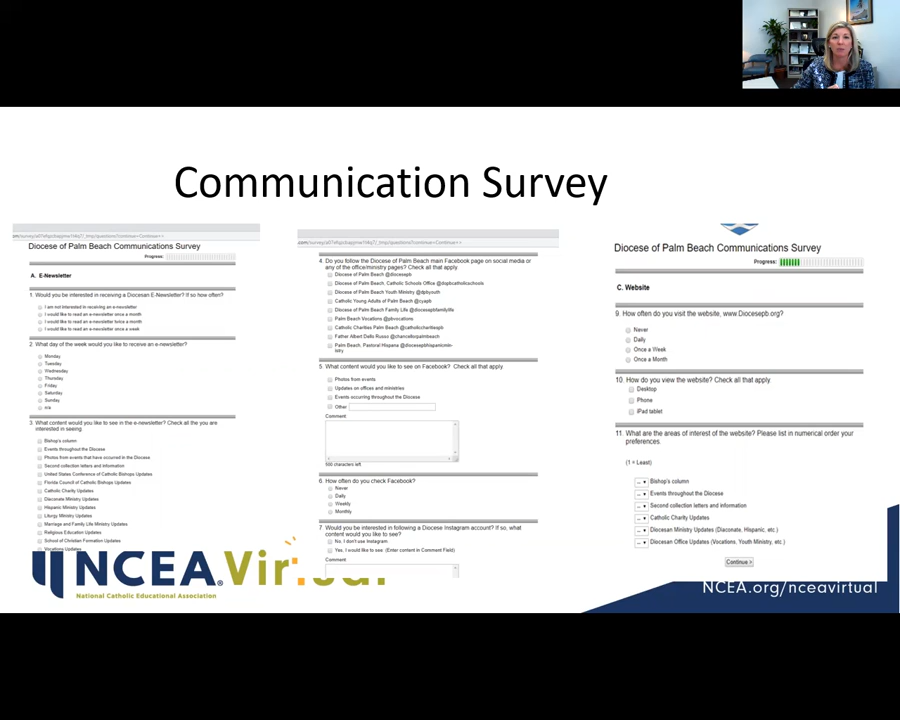 Communication Survey
Diocese of Palm Beach Communications Survey
Progress:
A. E-Newsletter
1. Would you be interested in receiving a Diocesan E-Newsletter? If so how often?
I am not interested in receiving an e-newsletter
I would like to read an e-newsletter once a month
I would like to read an e-newsletter twice a month
I would like to read an e-newsletter once a week
2. What day of the week would you like to receive an e-newsletter?
Monday
Tuesday
Wednesday
Thursday
Friday
Saturday
Sunday
n/a
3. What content would you like to see in the e-newsletter? Check all the you are
interested in seeing
Bishop's column
Events throughout the Diocese
Photos from events that have occurred in the Diocese
Second collection letters and information
United States Conference of Catholic Bishops Updates
Florida Council of Catholic Bishops Updates
Catholic Charity Updates
Diaconate Ministry Updates
Hispanic Ministry Updates
Liturgy Ministry Updates
Marriage and Family Life Ministry Updates
Religious Education Updates
School of Christian Formation Updates
Vocations Updates
4. Do you follow the Diocese of Palm Beach main Facebook page on social media or
any of the office/ministry pages? Check all that apply.
Diocese of Palm Beach @diocesepb
Diocese of Palm Beach, Catholic Schools Office @dopbcatholicschools
Diocese of Palm Beach Youth Ministry @dpbyouth
Catholic Young Adults of Palm Beach @cyapb
Diocese of Palm Beach Family Life @diocesepbfamilylife
Palm Beach Vocations @pbvocations
Catholic Charities Palm Beach @catholiccharitiespb
Father Albert Dello Russo @chancellorpalmbeach
Palm Beach, Pastoral Hispana @diocesepbhispanicmin-
istry
5. What content would you like to see on Facebook? Check all that apply
Photos from events
Updates on offices and ministries
Events occurring throughout the Diocese
Other
Comment:
500 characters left.
6. How often do you check Facebook?
Never
Daily
Weekly
Monthly
7. Would you be interested in following a Diocese Instagram account? If so, what
content would you like to see?
No, I don't use Instagram
Yes, I would like to see (Enter content in Comment Field)
Comment:
Diocese of Palm Beach Communications Survey
Progress:
C. Website
9. How often do you visit the website, www.Diocesepb.org?
Never
Daily
Once a Week
Once a Month
10. How do you view the website? Check all that apply
Desktop
Phone
iPad tablet
11. What are the areas of interest of the website? Please list in numerical order your
preferences.
(1 = Least)
Bishop's column
Events throughout the Diocese
Second collection letters and information
Catholic Charity Updates
Diocesan Ministry Updates (Diaconate, Hispanic, etc.)
Diocesan Office Updates (Vocations, Youth Ministry, etc.)
Continue >
NCEA.Virtual
National Catholic Educational Association
NCEA.org/nceavirtual